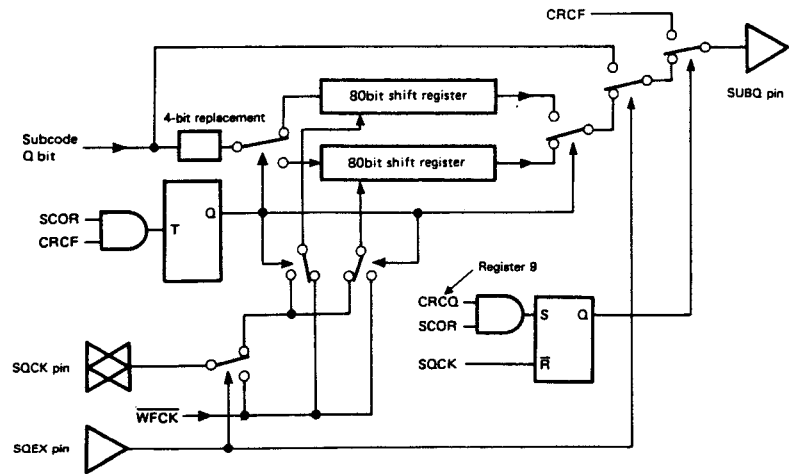 CRCF
SUBQ pin
80bit shift register
4-bit replacement
Subcode
Q bit
80bit shift register
SCOR
CRCF
T
Q
Register 9
CRCQ
SCOR
S
Q
SQCK
R
SQCK pin
WFCK
SQEX pin